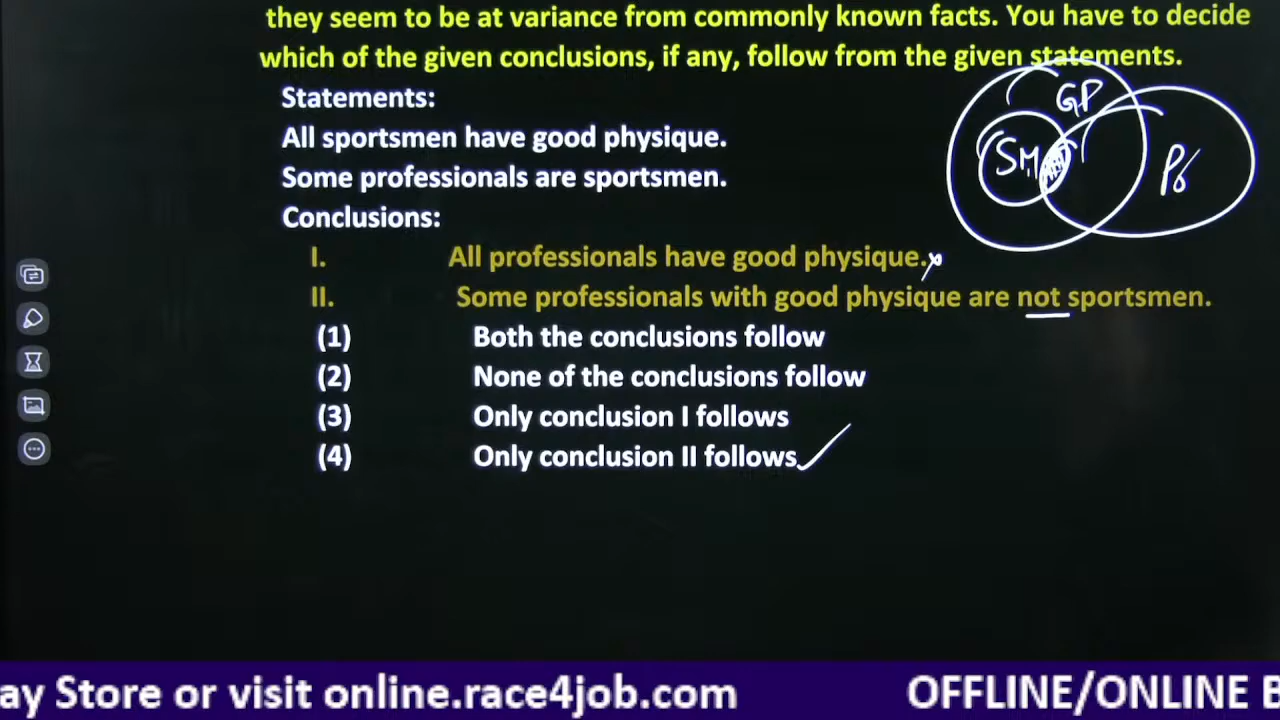 they seem to be at variance from commonly known facts. You have to decide
which of the given conclusions, if any, follow from the given statements.
Statements:
All sportsmen have good physique.
Some professionals are sportsmen.
Conclusions:
I. All professionals have good physique.
II. Some professionals with good physique are not sportsmen.
(1) Both the conclusions follow
(2) None of the conclusions follow
(3) Only conclusion I follows
(4) Only conclusion II follows
GP
SM
ay Store or visit online.race4job.com OFFLINE/ONLINE B